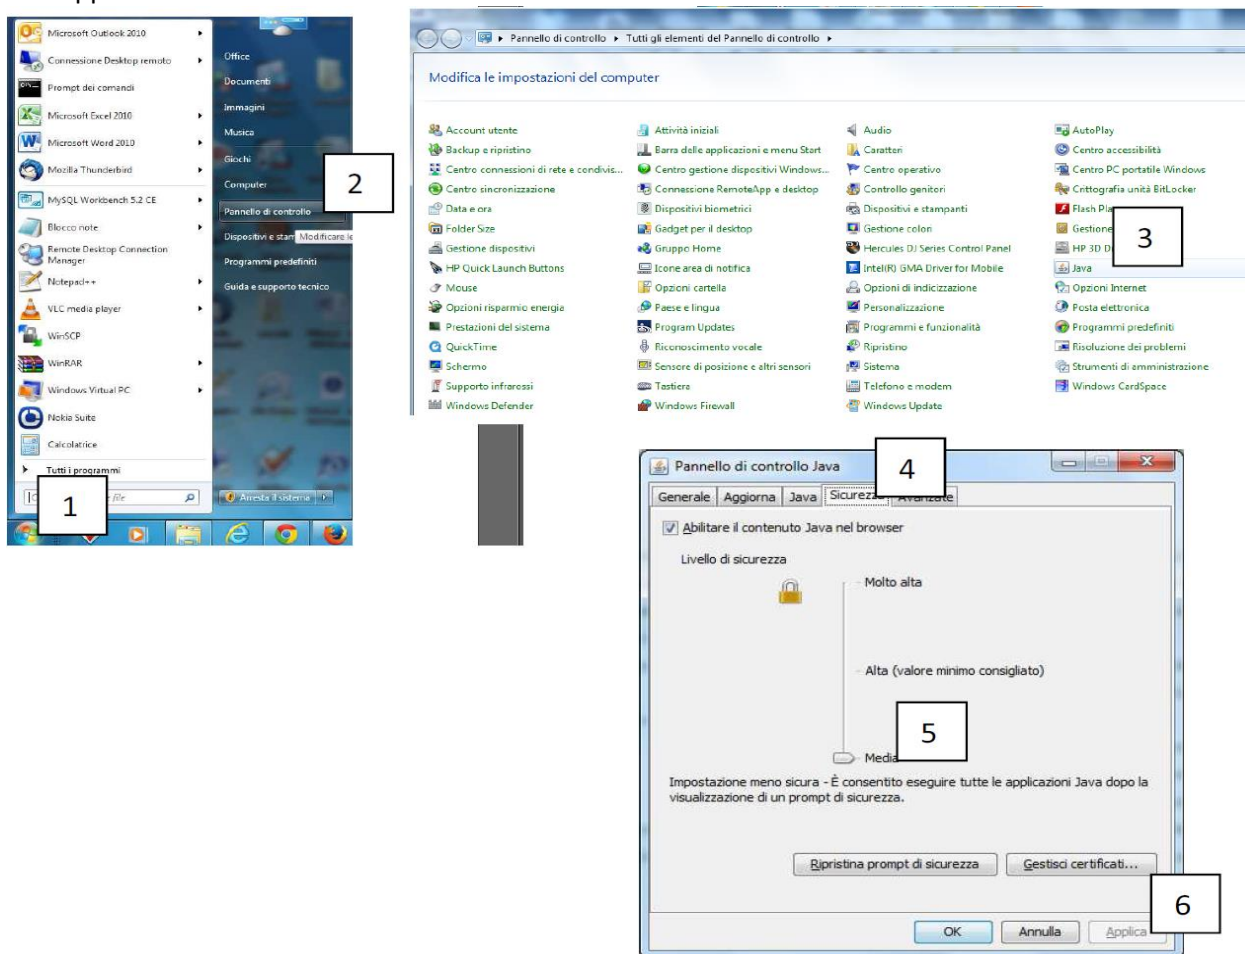 Microsoft Outlook 2010
Connessione Desktop remoto
Prompt dei comandi
Microsoft Excel 2010
Microsoft Word 2010
Mozilla Thunderbird
MySQL Workbench 5.2 CE
Blocco note
Remote Desktop Connection
Manager
Notepad++
VLC media player
WinSCP
WinRAR
Windows Virtual PC
Nokia Suite
Calcolatrice
Tutti i programmi
file
1
Office
Documenti
Immagini
Musica
Giochi
Computer
2
Pannello di controllo
Dispositivi e stam Modificare le
Programmi predefiniti
Guida e supporto tecnico
Arresta il sistema
Pannello di controllo Tutti gli elementi del Pannello di controllo
Modifica le impostazioni del computer
Account utente Attività iniziali Audio AutoPlay
Backup e ripristino Barra delle applicazioni e menu Start Caratteri Centro accessibilità
Centro connessioni di rete e condivis... Centro gestione dispositivi Windows... Centro operativo Centro PC portatile Windows
Centro sincronizzazione Connessione RemoteApp e desktop Controllo genitori Crittografia unità BitLocker
Data e ora Dispositivi biometrici Dispositivi e stampanti Flash Pla
Folder Size Gadget per il desktop Gestione colori Gestione
3
Gestione dispositivi Gruppo Home Hercules DJ Series Control Panel HP 3D D
HP Quick Launch Buttons Icone area di notifica Intel(R) GMA Driver for Mobile Java
Mouse Opzioni cartella Opzioni di indicizzazione Opzioni Internet
Opzioni risparmio energia Paese e lingua Personalizzazione Posta elettronica
Prestazioni del sistema Program Updates Programmi e funzionalità Programmi predefiniti
QuickTime Riconoscimento vocale Ripristino Risoluzione dei problemi
Schermo Sensore di posizione e altri sensori Sistema Strumenti di amministrazione
Supporto infrarossi Tastiera Telefono e modem Windows CardSpace
Windows Defender Windows Firewall Windows Update
Pannello di controllo Java
4
Generale Aggiorna Java Sicurezza Avanzate
Abilitare il contenuto Java nel browser
Livello di sicurezza
Molto alta
Alta (valore minimo consigliato)
5
Media
Impostazione meno sicura - È consentito eseguire tutte le applicazioni Java dopo la
visualizzazione di un prompt di sicurezza.
Ripristina prompt di sicurezza Gestisci certificati...
6
OK Annulla Applica